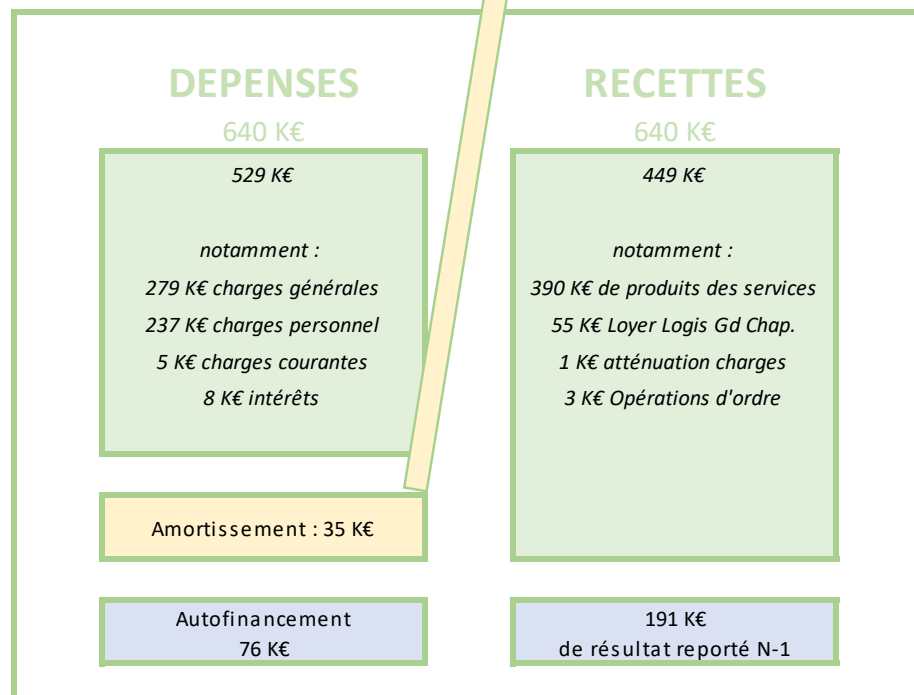 DEPENSES
640 K€
529 K€
notamment :
279 K€ charges générales
237 K€ charges personnel
5 K€ charges courantes
8 K€ intérêts
Amortissement : 35 K€
Autofinancement
76 K€
RECETTES
640 K€
449 K€
notamment :
390 K€ de produits des services
55 K€ Loyer Logis Gd Chap.
1 K€ atténuation charges
3 K€ Opérations d'ordre
191 K€
de résultat reporté N-1